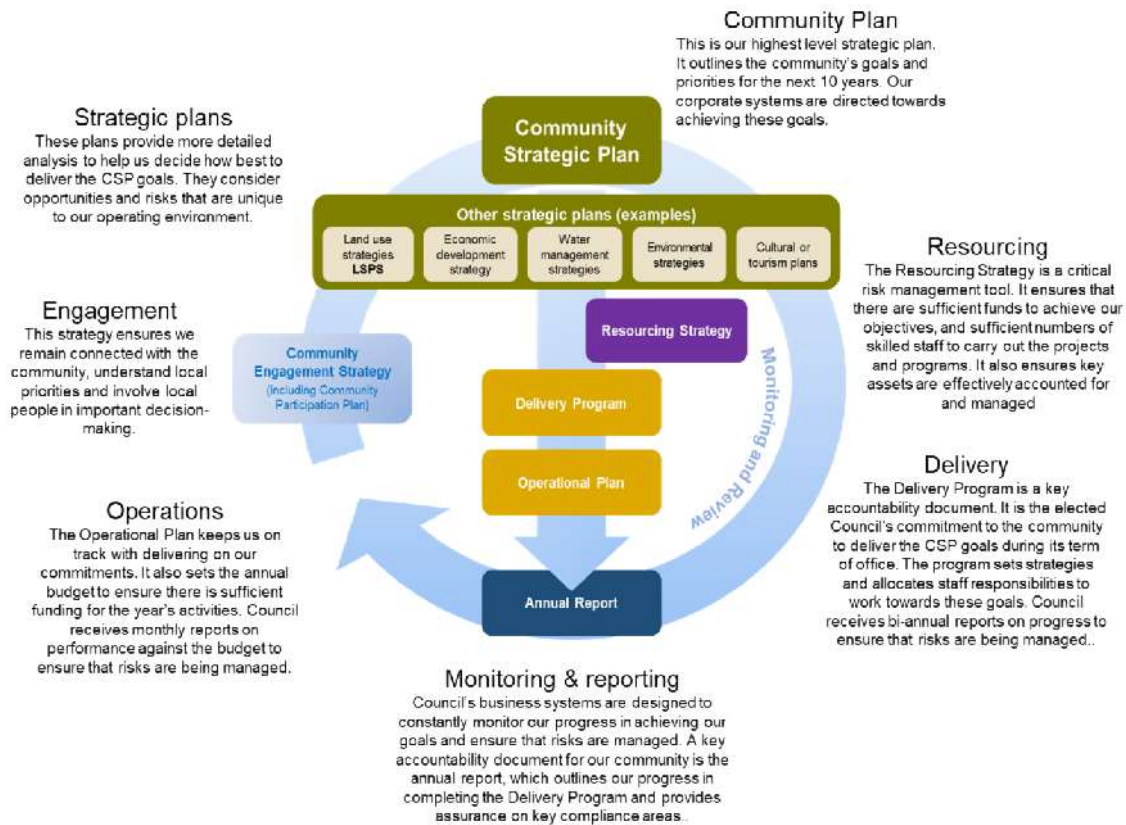 Community Plan
This is our highest level strategic plan.
It outlines the community's goals and
priorities for the next 10 years. Our
corporate systems are directed towards
achieving these goals.
Strategic plans
These plans provide more detailed
analysis to help us decide how best to
deliver the CSP goals. They consider
opportunities and risks that are unique
to our operating environment.
Community
Strategic Plan
Other strategic plans (examples)
Land use
strategies
LSPS
Economic
development
strategy
Water
management
strategies
Environmental
strategies
Cultural or
tourism plans
Resourcing
The Resourcing Strategy is a critical
risk management tool. It ensures that
there are sufficient funds to achieve our
objectives, and sufficient numbers of
skilled staff to carry out the projects
and programs. It also ensures key
assets are effectively accounted for
and managed
Engagement
This strategy ensures we
remain connected with the
community, understand local
priorities and involve local
people in important decision-
making.
Community
Engagement Strategy
(Including Community
Participation Plan)
Resourcing Strategy
Delivery Program
Operational Plan
Monitoring and Review
Annual Report
Delivery
The Delivery Program is a key
accountability document. It is the elected
Council's commitment to the community
to deliver the CSP goals during its term
of office. The program sets strategies
and allocates staff responsibilities to
work towards these goals. Council
receives bi-annual reports on progress to
ensure that risks are being managed..
Operations
The Operational Plan keeps us on
track with delivering on our
commitments. It also sets the annual
budget to ensure there is sufficient
funding for the year's activities. Council
receives monthly reports on
performance against the budget to
ensure that risks are being managed.
Monitoring & reporting
Council's business systems are designed to
constantly monitor our progress in achieving our
goals and ensure that risks are managed. A key
accountability document for our community is the
annual report, which outlines our progress in
completing the Delivery Program and provides
assurance on key compliance areas..